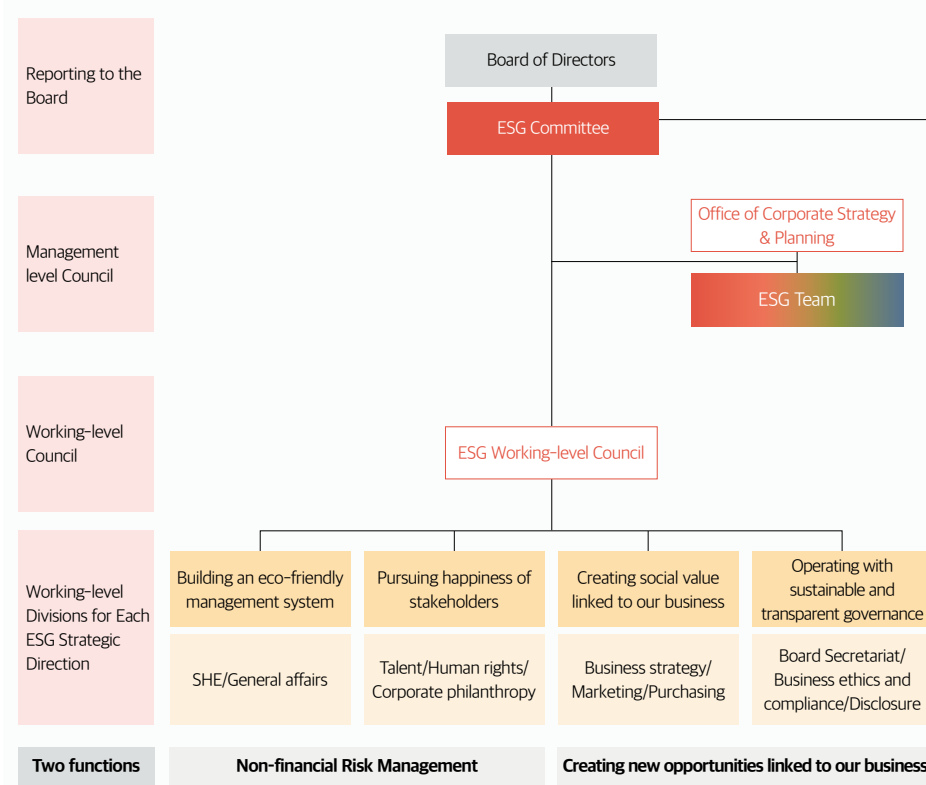 Reporting to the
Board
Board of Directors
ESG Committee
Management
level Council
Office of Corporate Strategy
& Planning
ESG Team
Working-level
Council
ESG Working-level Council
Working-level
Divisions for Each
ESG Strategic
Direction
Building an eco-friendly
management system
Pursuing happiness of
stakeholders
Creating social value
linked to our business
Operating with
sustainable and
transparent governance
SHE/General affairs
Talent/Human rights/
Corporate philanthropy
Business strategy/
Marketing/Purchasing
Board Secretariat/
Business ethics and
compliance/Disclosure
Two functions
Non-financial Risk Management
Creating new opportunities linked to our business